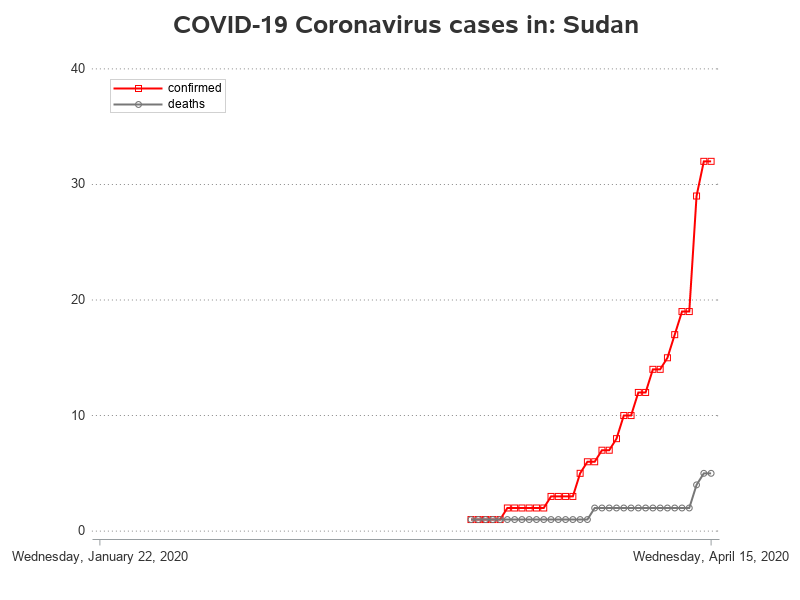 COVID-19 Coronavirus cases in: Sudan
40
confirmed
deaths
30
20
10
0
Wednesday, January 22, 2020
Wednesday, April 15, 2020